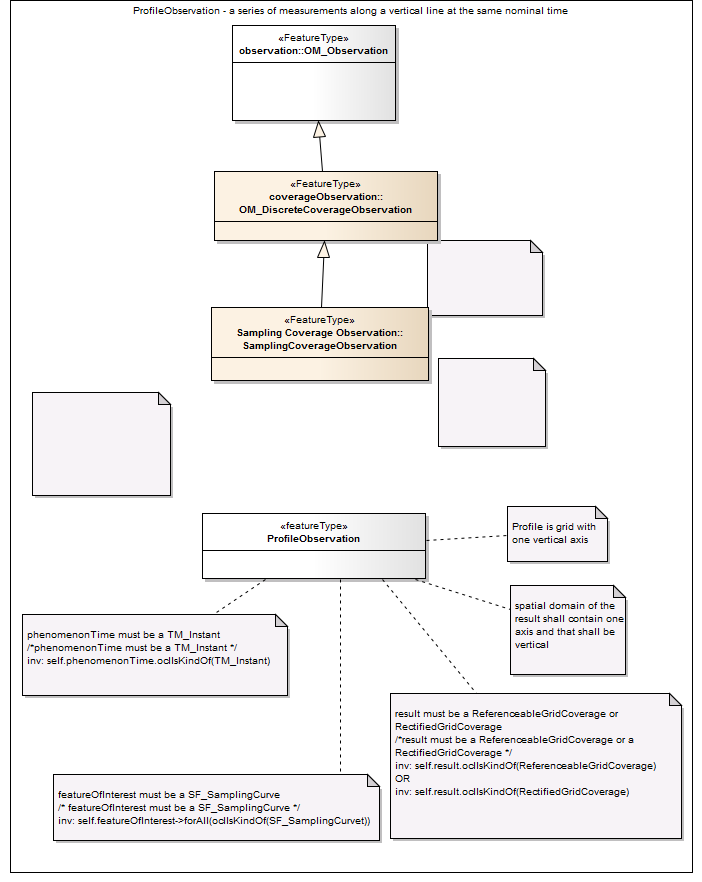 ProfileObservation - a series of measurements along a vertical line at the same nominal time
«FeatureType»
observation::OM_Observation
«FeatureType»
coverageObservation::
OM_DiscreteCoverageObservation
«FeatureType»
Sampling Coverage Observation::
SamplingCoverageObservation
«featureType»
ProfileObservation
Profile is grid with
one vertical axis
spatial domain of the
result shall contain one
axis and that shall be
vertical
phenomenonTime must be a TM_Instant
/*phenomenonTime must be a TM_Instant */
inv: self.phenomenonTime.oclIsKindOf(TM_Instant)
result must be a ReferenceableGridCoverage or
RectifiedGridCoverage
/*result must be a ReferenceableGridCoverage or a
RectifiedGridCoverage */
inv: self.result.oclIsKindOf(ReferenceableGridCoverage)
OR
inv: self.result.oclIsKindOf(RectifiedGridCoverage)
featureOfInterest must be a SF_SamplingCurve
/* featureOfInterest must be a SF_SamplingCurve */
inv: self.featureOfInterest->forAll(oclIsKindOf(SF_SamplingCurvet))